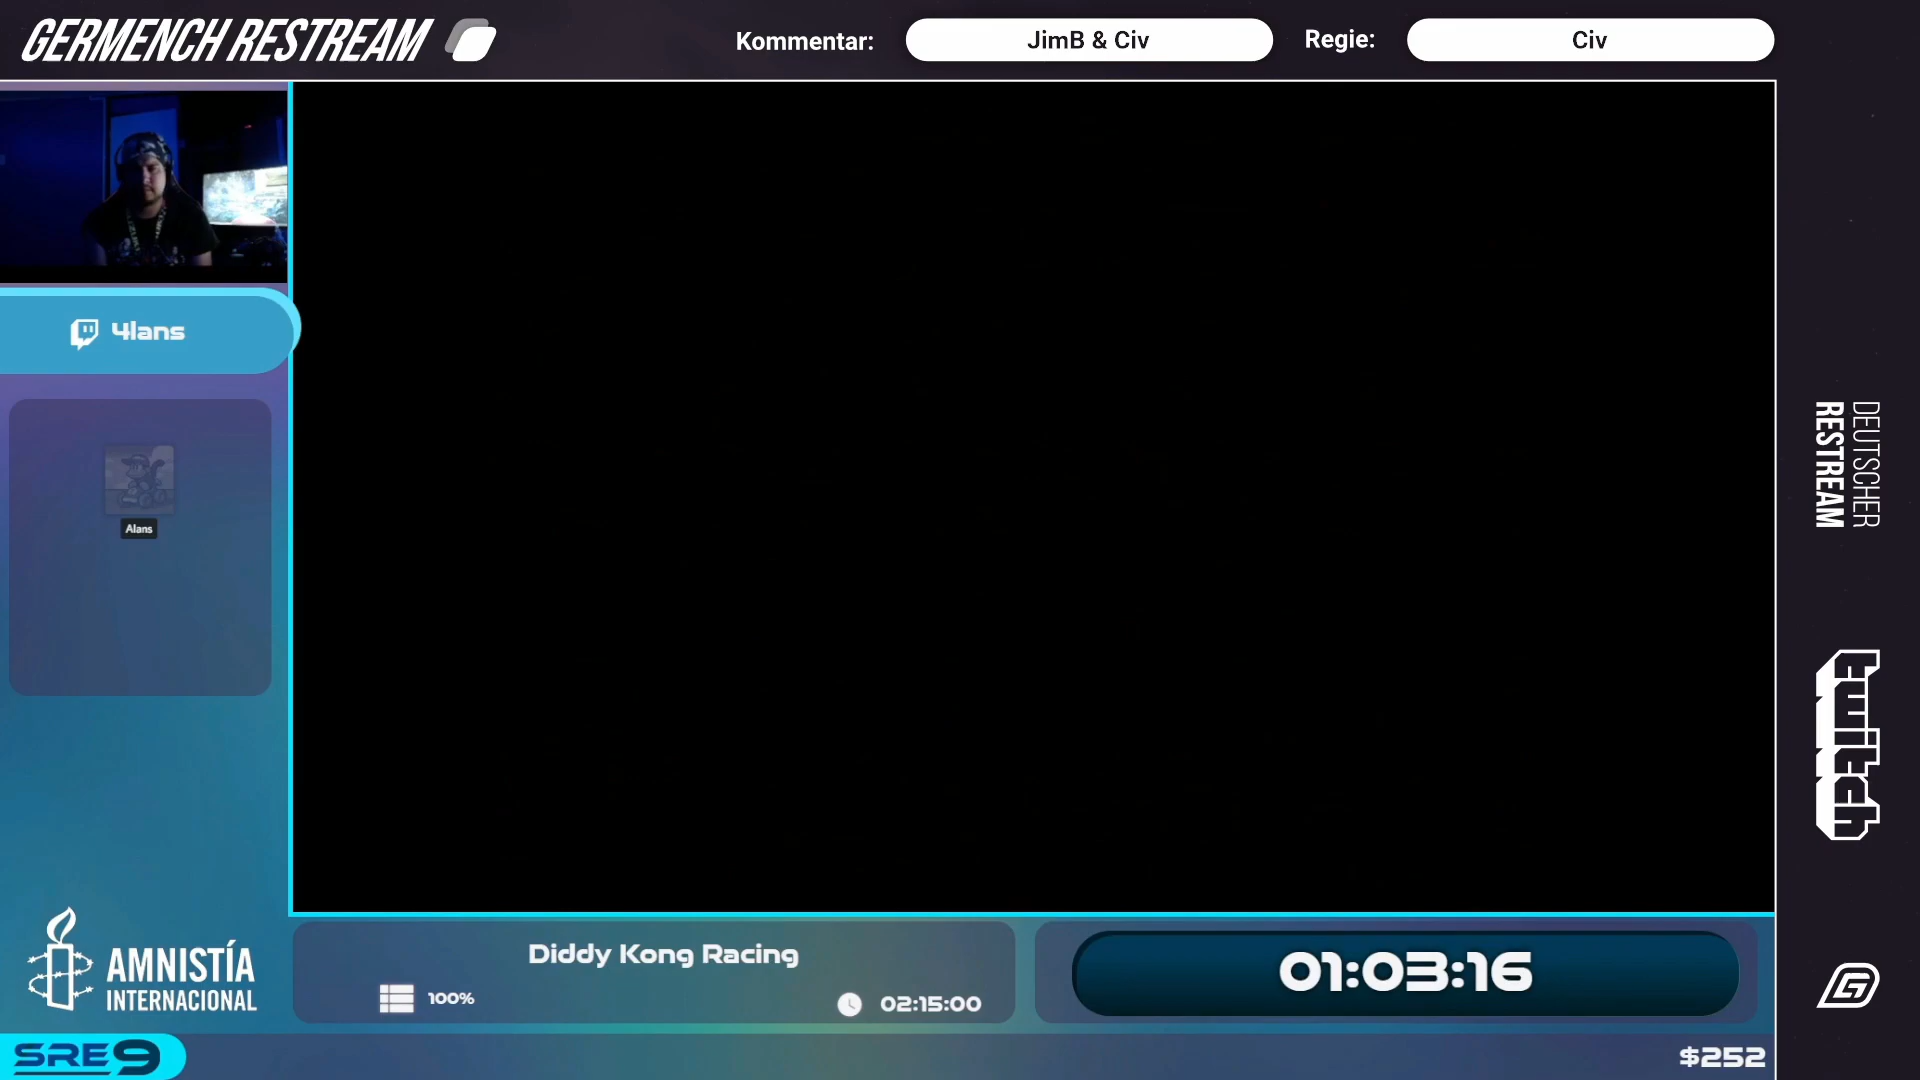 GERMENCH RESTREAM
Kommentar:
JimB & Civ
Regie:
Civ
4lans
Alans
DEUTSCHER
RESTREAM
twitch
AMNISTÍA
INTERNACIONAL
Diddy Kong Racing
100%
02:15:00
01:03:16
SRE9
$252